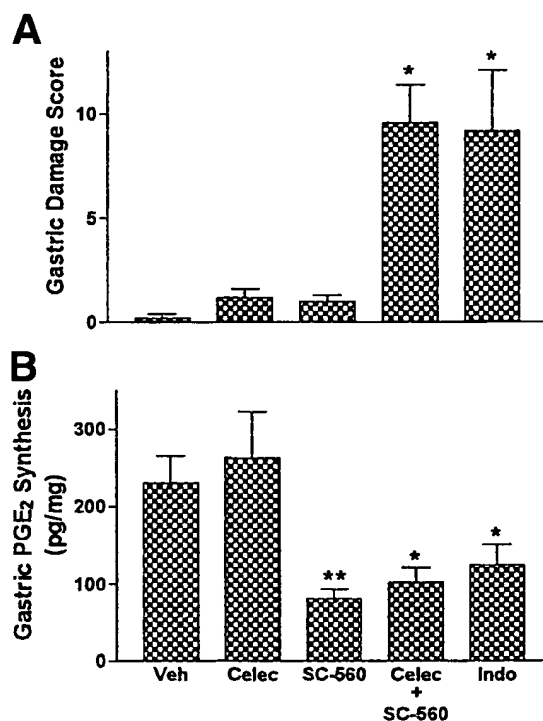 A
Gastric Damage Score
10
5
0
*
*
B
Gastric PGE₂ Synthesis
(pg/mg)
300
200
100
0
**
*
*
Veh
Celec
SC-560
Celec
+
SC-560
Indo